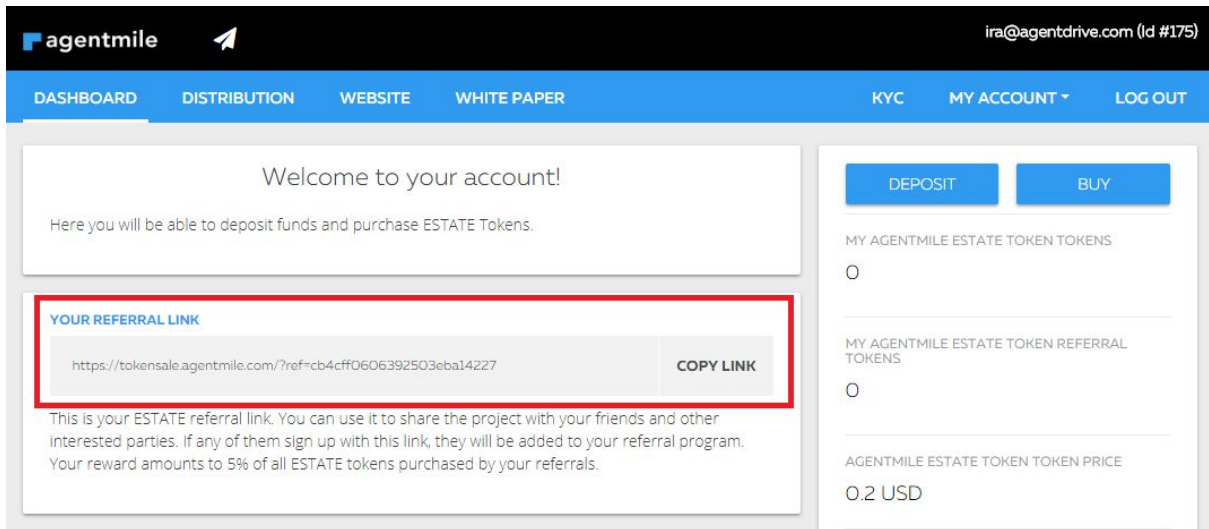 agentmile
ira@agentdrive.com (Id #175)
DASHBOARD DISTRIBUTION WEBSITE WHITE PAPER KYC MY ACCOUNT LOG OUT
Welcome to your account!
Here you will be able to deposit funds and purchase ESTATE Tokens.
YOUR REFERRAL LINK
https://tokensale.agentmile.com/?ref=cb4cff0606392503eba14227
COPY LINK
This is your ESTATE referral link. You can use it to share the project with your friends and other
interested parties. If any of them sign up with this link, they will be added to your referral program.
Your reward amounts to 5% of all ESTATE tokens purchased by your referrals.
DEPOSIT BUY
MY AGENTMILE ESTATE TOKEN TOKENS
0
MY AGENTMILE ESTATE TOKEN REFERRAL
TOKENS
0
AGENTMILE ESTATE TOKEN TOKEN PRICE
0.2 USD